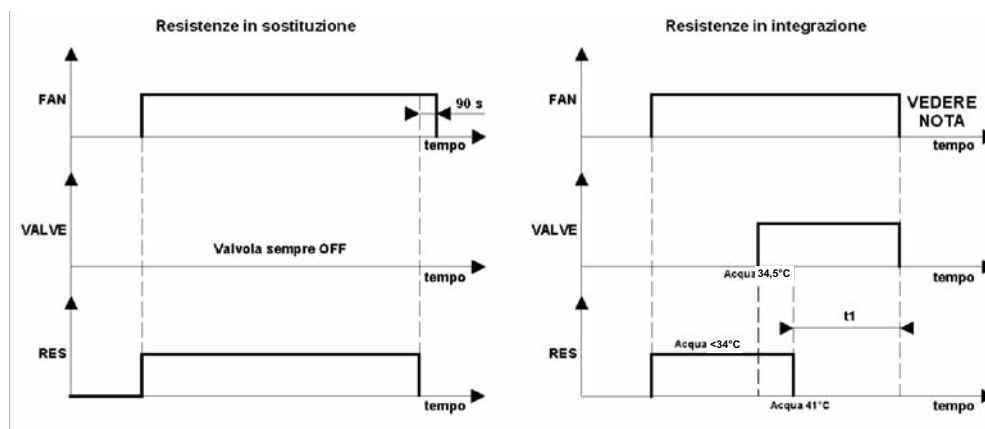 Resistenze in sostituzione
FAN
90 s
tempo
VALVE
Valvola sempre OFF
tempo
RES
tempo
Resistenze in integrazione
FAN
VEDERE
NOTA
tempo
VALVE
Acqua 34,5°C
tempo
t1
RES
Acqua <34°C
Acqua 41°C
tempo